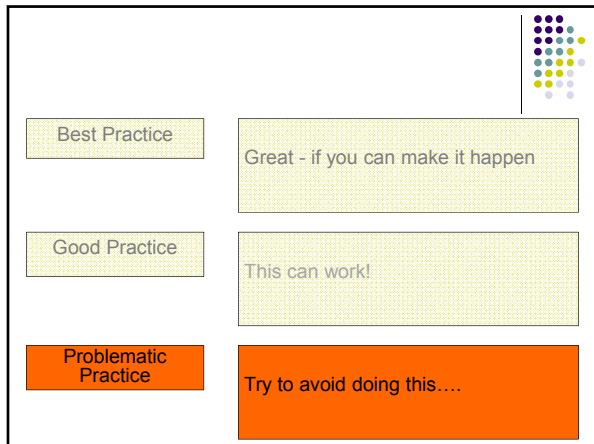 Best Practice
Great - if you can make it happen
Good Practice
This can work!
Problematic
Practice
Try to avoid doing this….